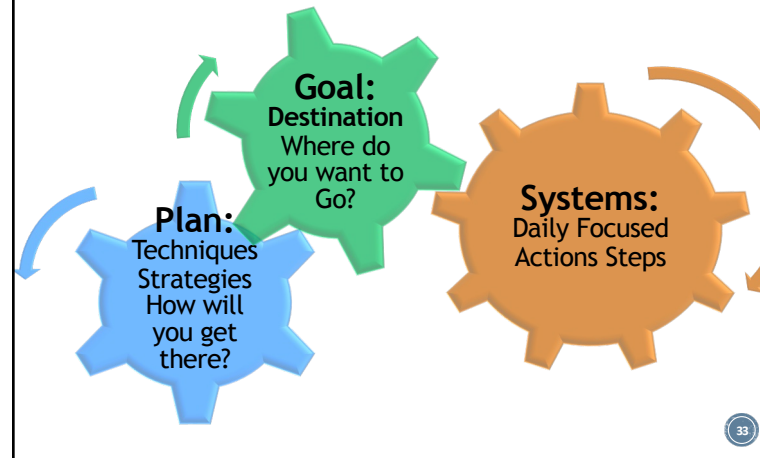 Goal:
Destination
Where do
you want to
Go?
Plan:
Techniques
Strategies
How will
you get
there?
Systems:
Daily Focused
Actions Steps
33